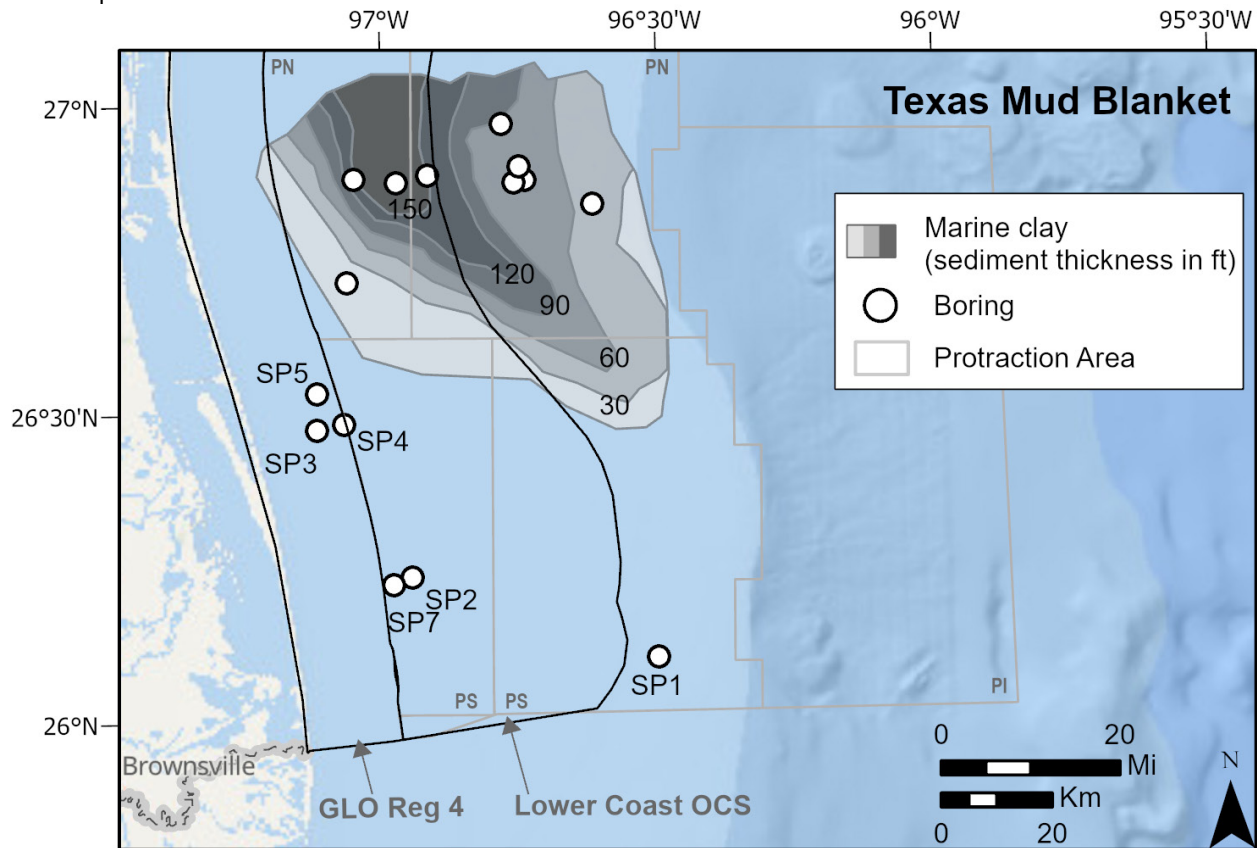 97°W
96°30'W
96°W
95°30'W
PN
PN
27°N
Texas Mud Blanket
Marine clay
(sediment thickness in ft)
Boring
Protraction Area
150
120
90
60
30
SP5
26°30'N
SP4
SP3
SP2
SP7
SP1
PS
PS
PI
26°N
0
20
Mi
N
Brownsville
Km
GLO Reg 4
Lower Coast OCS
0
20